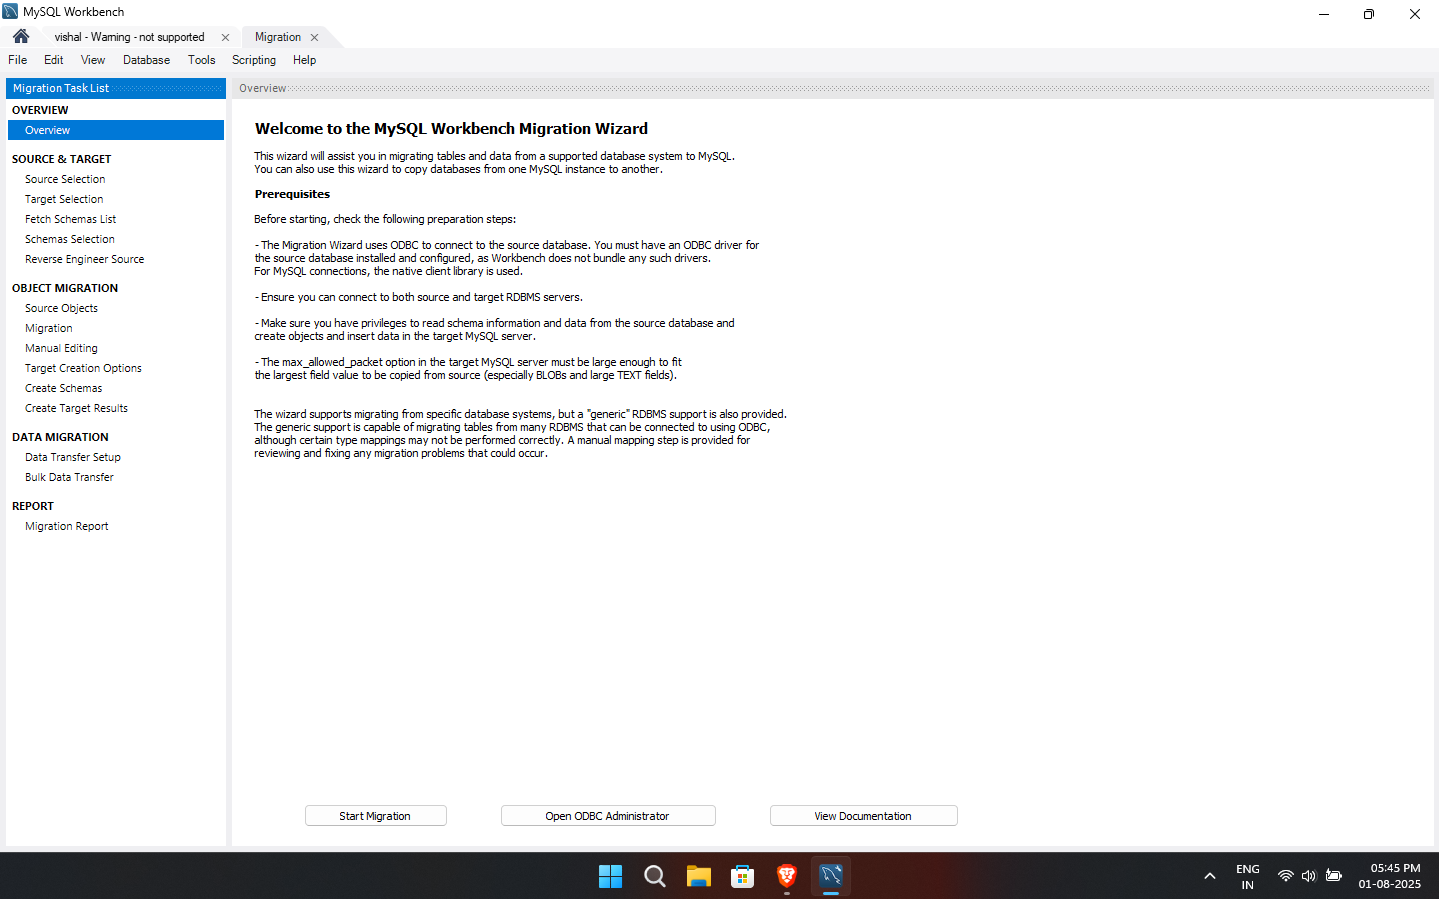 MySQL Workbench
vishal - Warning - not supported
Migration
File Edit View Database Tools Scripting Help
Migration Task List
OVERVIEW
Overview
SOURCE & TARGET
Source Selection
Target Selection
Fetch Schemas List
Schemas Selection
Reverse Engineer Source
OBJECT MIGRATION
Source Objects
Migration
Manual Editing
Target Creation Options
Create Schemas
Create Target Results
DATA MIGRATION
Data Transfer Setup
Bulk Data Transfer
REPORT
Migration Report
Overview
Welcome to the MySQL Workbench Migration Wizard
This wizard will assist you in migrating tables and data from a supported database system to MySQL.
You can also use this wizard to copy databases from one MySQL instance to another.
Prerequisites
Before starting, check the following preparation steps:
- The Migration Wizard uses ODBC to connect to the source database. You must have an ODBC driver for
the source database installed and configured, as Workbench does not bundle any such drivers.
For MySQL connections, the native client library is used.
- Ensure you can connect to both source and target RDBMS servers.
- Make sure you have privileges to read schema information and data from the source database and
create objects and insert data in the target MySQL server.
- The max_allowed_packet option in the target MySQL server must be large enough to fit
the largest field value to be copied from source (especially BLOBs and large TEXT fields).
The wizard supports migrating from specific database systems, but a "generic" RDBMS support is also provided.
The generic support is capable of migrating tables from many RDBMS that can be connected to using ODBC,
although certain type mappings may not be performed correctly. A manual mapping step is provided for
reviewing and fixing any migration problems that could occur.
Start Migration
Open ODBC Administrator
View Documentation
ENG
IN
05:45 PM
01-08-2025